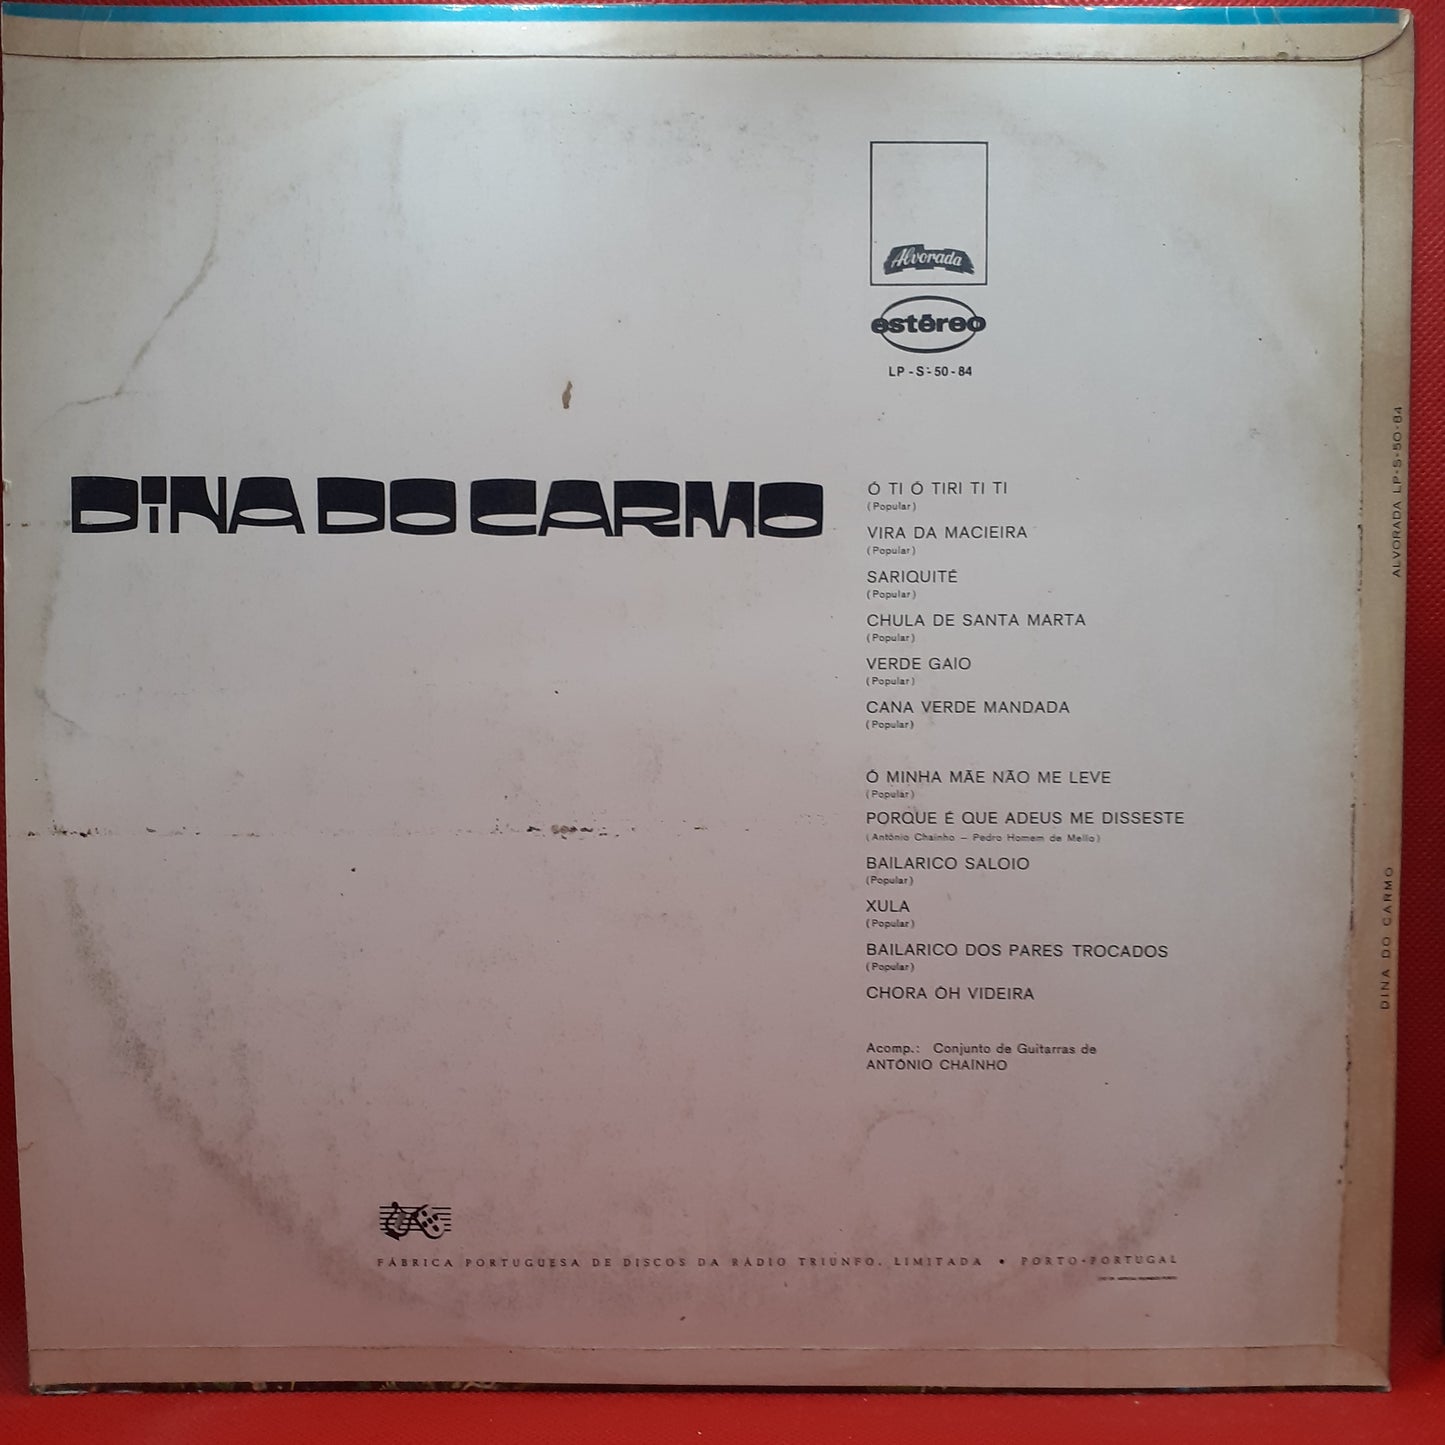 Alvorada
estéreo
LP-S-50-84
DINA DO CARMO
Ó TI Ó TIRI TI TI
(Popular)
VIRA DA MACIEIRA
(Popular)
SARIQUITÉ
(Popular)
CHULA DE SANTA MARTA
(Popular)
VERDE GAIO
(Popular)
CANA VERDE MANDADA
(Popular)
Ó MINHA MÃE NÃO ME LEVE
(Popular)
PORQUE É QUE ADEUS ME DISSESTE
(António Chainho – Pedro Homem de Mello)
BAILARICO SALOIO
(Popular)
XULA
(Popular)
BAILARICO DOS PARES TROCADOS
(Popular)
CHORA ÓH VIDEIRA
Acomp.: Conjunto de Guitarras de
ANTÓNIO CHAÍNHO
FÁBRICA PORTUGUESA DE DISCOS DA RÁDIO TRIUNFO, LIMITADA • PORTO-PORTUGAL
ALVORADA LP-S-50-84
DINA DO CARMO